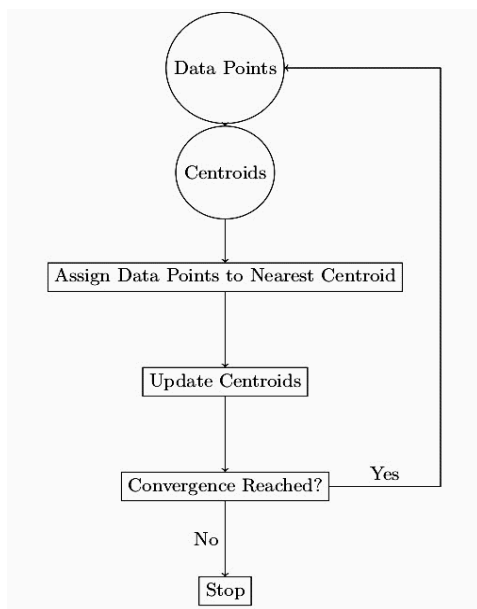 Data Points
Centroids
Assign Data Points to Nearest Centroid
Update Centroids
Convergence Reached?
Yes
No
Stop